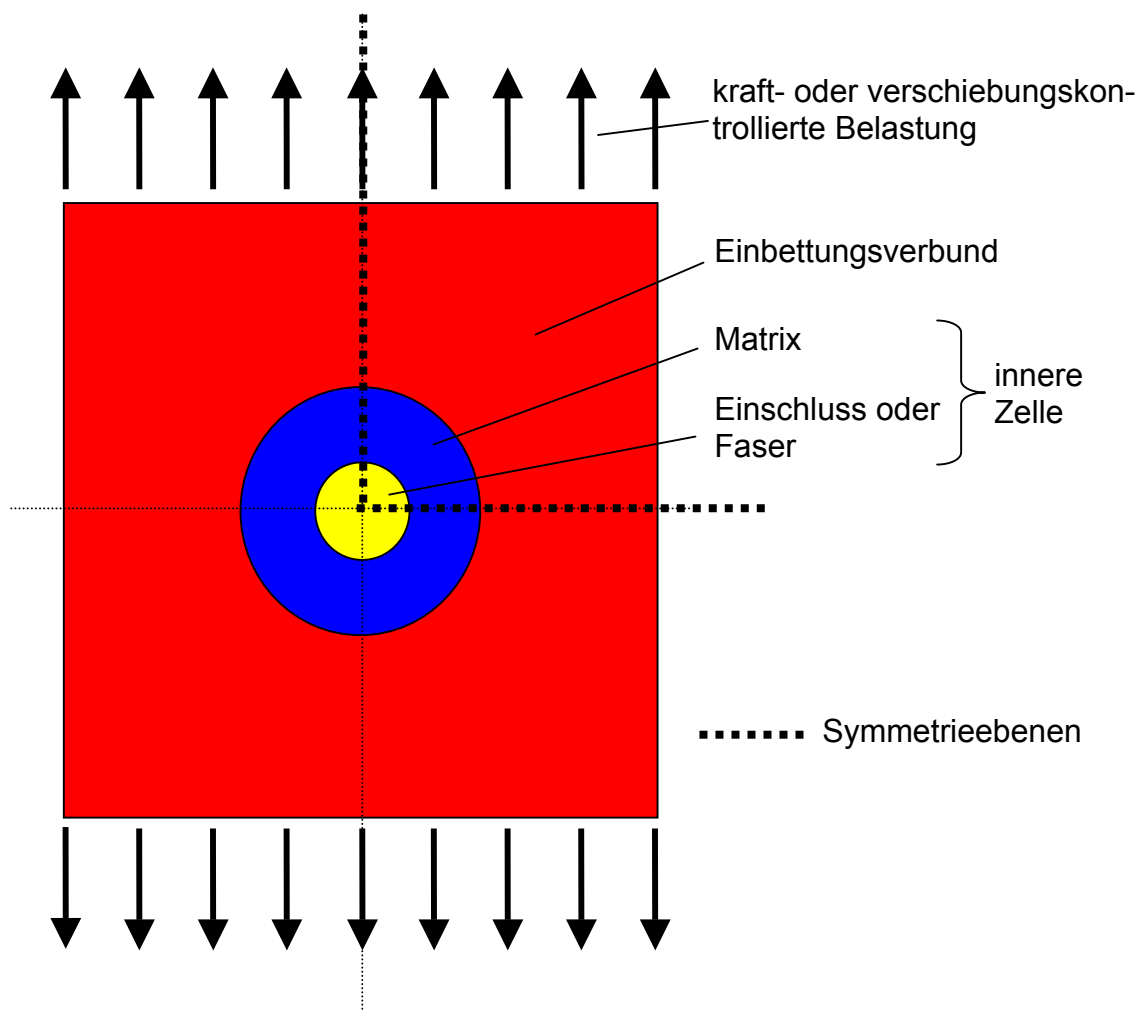 kraft- oder verschiebungskon-
trollierte Belastung
Einbettungsverbund
Matrix
Einschluss oder
Faser
innere
Zelle
Symmetrieebenen